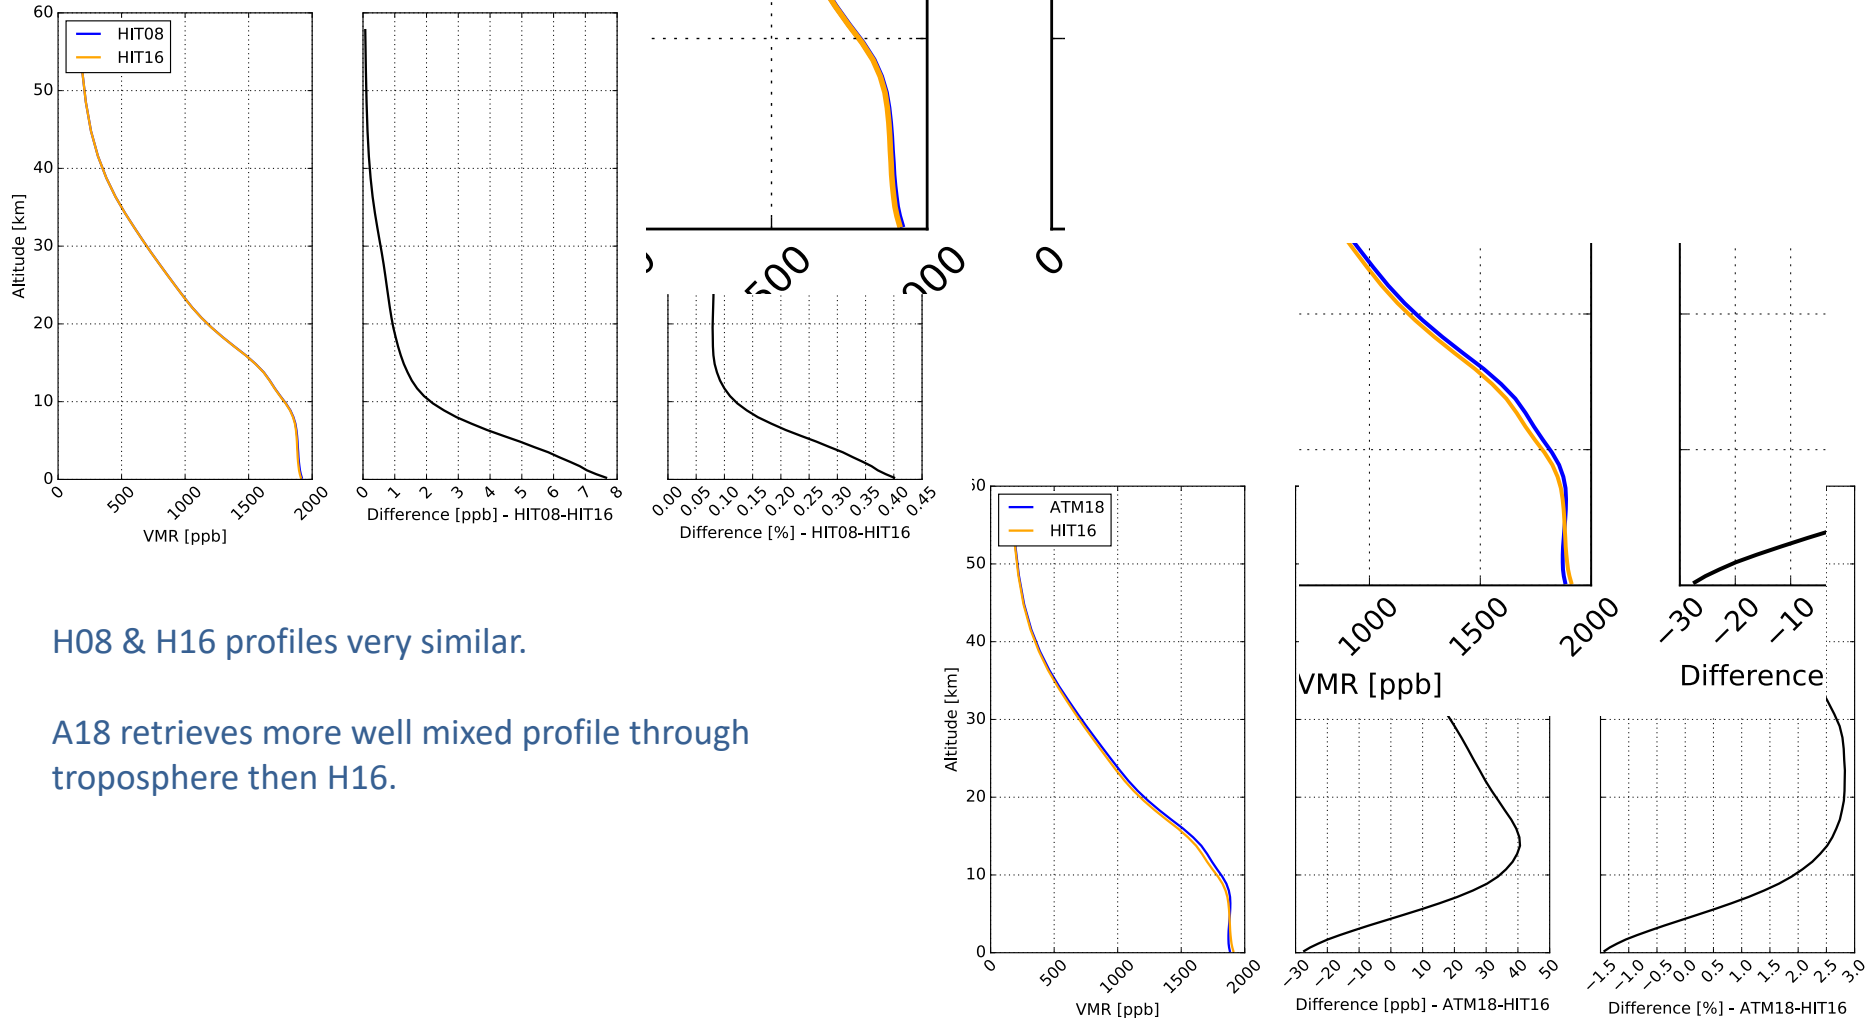 60
50
40
30
20
10
0
Altitude [km]
HIT08
HIT16
0 500 1000 1500 2000
VMR [ppb]
0 1 2 3 4 5 6 7 8
Difference [ppb] - HIT08-HIT16
500
0
0.00 0.05 0.10 0.15 0.20 0.25 0.30 0.35 0.40 0.45
Difference [%] - HIT08-HIT16
H08 & H16 profiles very similar.
A18 retrieves more well mixed profile through
troposphere then H16.
1000 1500 2000
VMR [ppb]
−30 −20 −10
Difference
50
40
30
20
10
0
Altitude [km]
ATM18
HIT16
0 500 1000 1500 2000
VMR [ppb]
−30 −20 −10 0 10 20 30 40 50
Difference [ppb] - ATM18-HIT16
−1.5 −1.0 −0.5 0.0 0.5 1.0 1.5 2.0 2.5 3.0
Difference [%] - ATM18-HIT16